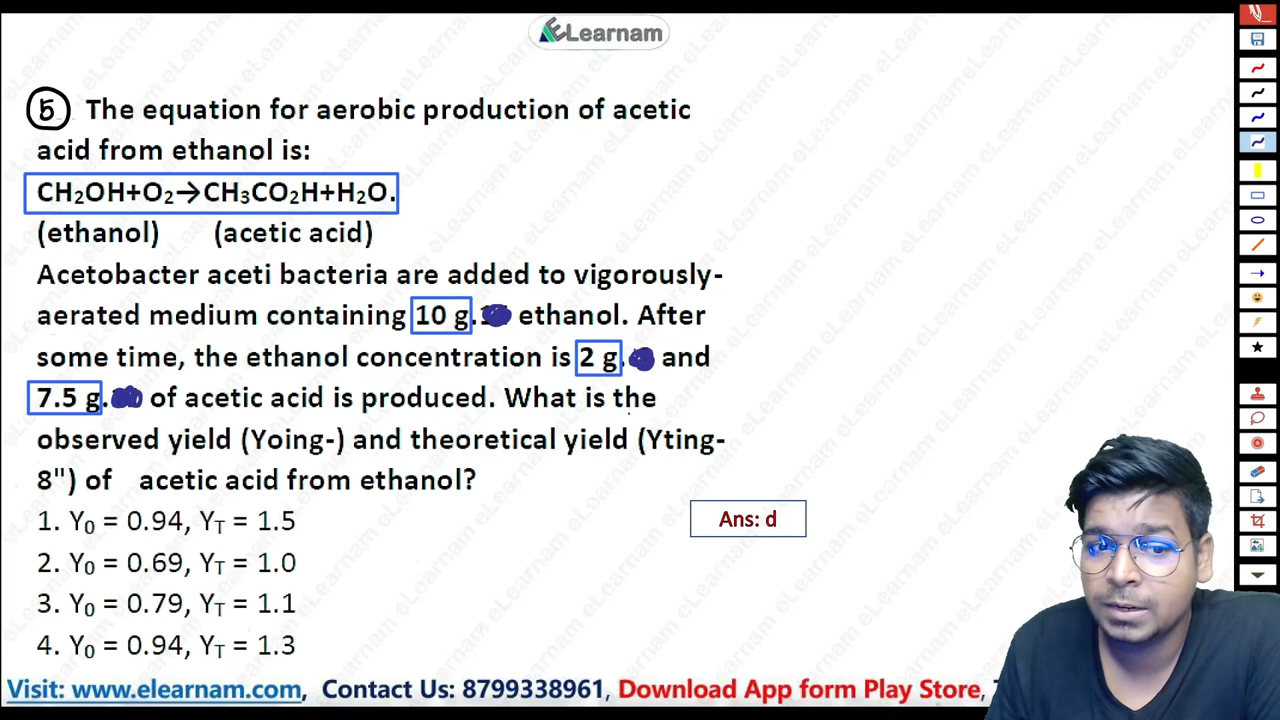 ELearnam
5 The equation for aerobic production of acetic
acid from ethanol is:
CH₂OH+O₂→CH₃CO₂H+H₂O.
(ethanol) (acetic acid)
Acetobacter aceti bacteria are added to vigorously-
aerated medium containing 10 g. ethanol. After
some time, the ethanol concentration is 2 g. and
7.5 g. of acetic acid is produced. What is the
observed yield (Yoing-) and theoretical yield (Yting-
8") of acetic acid from ethanol?
1. Y₀ = 0.94, Y_T = 1.5
2. Y₀ = 0.69, Y_T = 1.0
3. Y₀ = 0.79, Y_T = 1.1
4. Y₀ = 0.94, Y_T = 1.3
Ans: d
Visit: www.elearnam.com, Contact Us: 8799338961, Download App form Play Store,